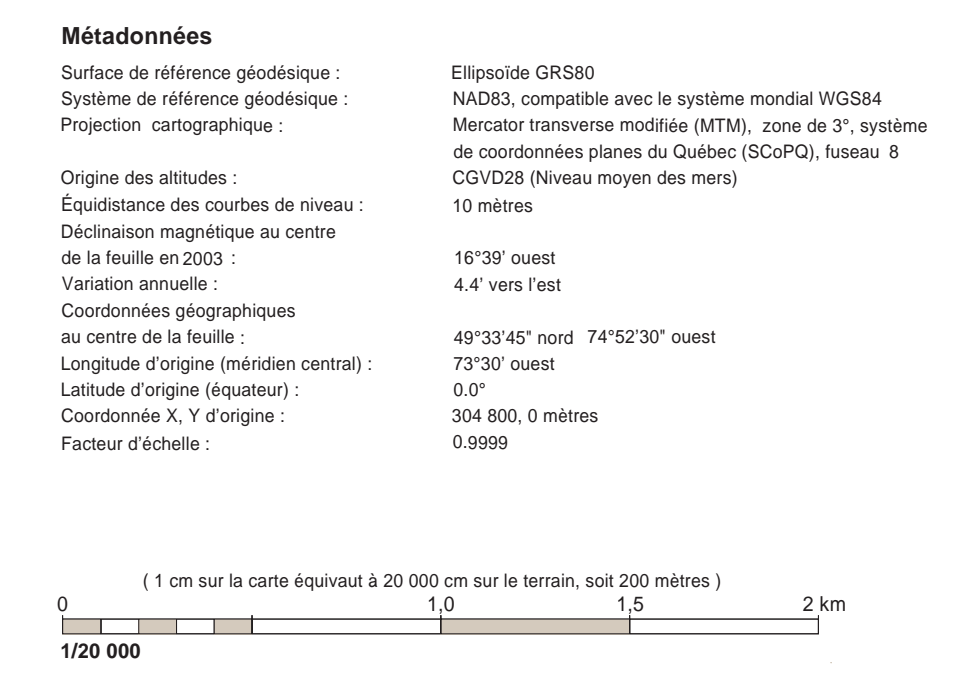 Métadonnées
Surface de référence géodésique : Ellipsoïde GRS80
Système de référence géodésique : NAD83, compatible avec le système mondial WGS84
Projection cartographique : Mercator transverse modifiée (MTM), zone de 3°, système
de coordonnées planes du Québec (SCoPQ), fuseau 8
Origine des altitudes : CGVD28 (Niveau moyen des mers)
Équidistance des courbes de niveau : 10 mètres
Déclinaison magnétique au centre
de la feuille en 2003 : 16°39’ ouest
Variation annuelle : 4.4’ vers l’est
Coordonnées géographiques
au centre de la feuille : 49°33’45" nord 74°52’30" ouest
Longitude d’origine (méridien central) : 73°30’ ouest
Latitude d’origine (équateur) : 0.0°
Coordonnée X, Y d’origine : 304 800, 0 mètres
Facteur d’échelle : 0.9999
( 1 cm sur la carte équivaut à 20 000 cm sur le terrain, soit 200 mètres )
0 1,0 1,5 2 km
1/20 000